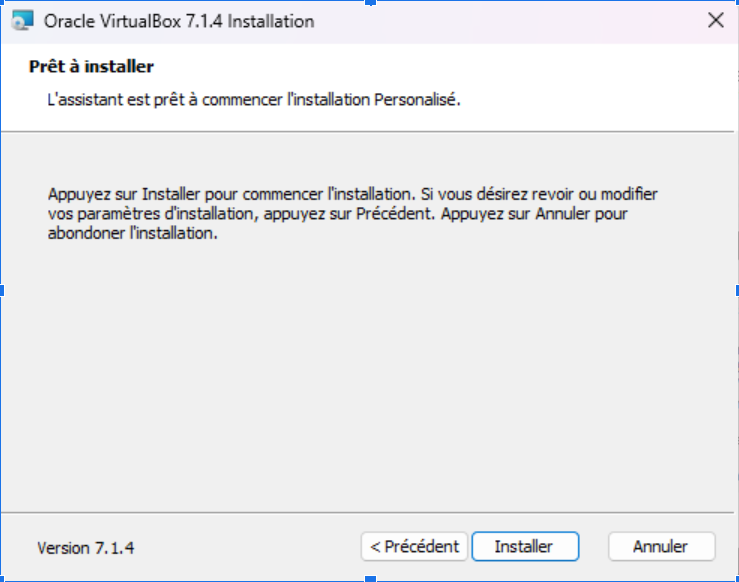 Oracle VirtualBox 7.1.4 Installation
Prêt à installer
L'assistant est prêt à commencer l'installation Personalisé.
Appuyez sur Installer pour commencer l'installation. Si vous désirez revoir ou modifier
vos paramètres d'installation, appuyez sur Précédent. Appuyez sur Annuler pour
abondoner l'installation.
Version 7.1.4
< Précédent
Installer
Annuler